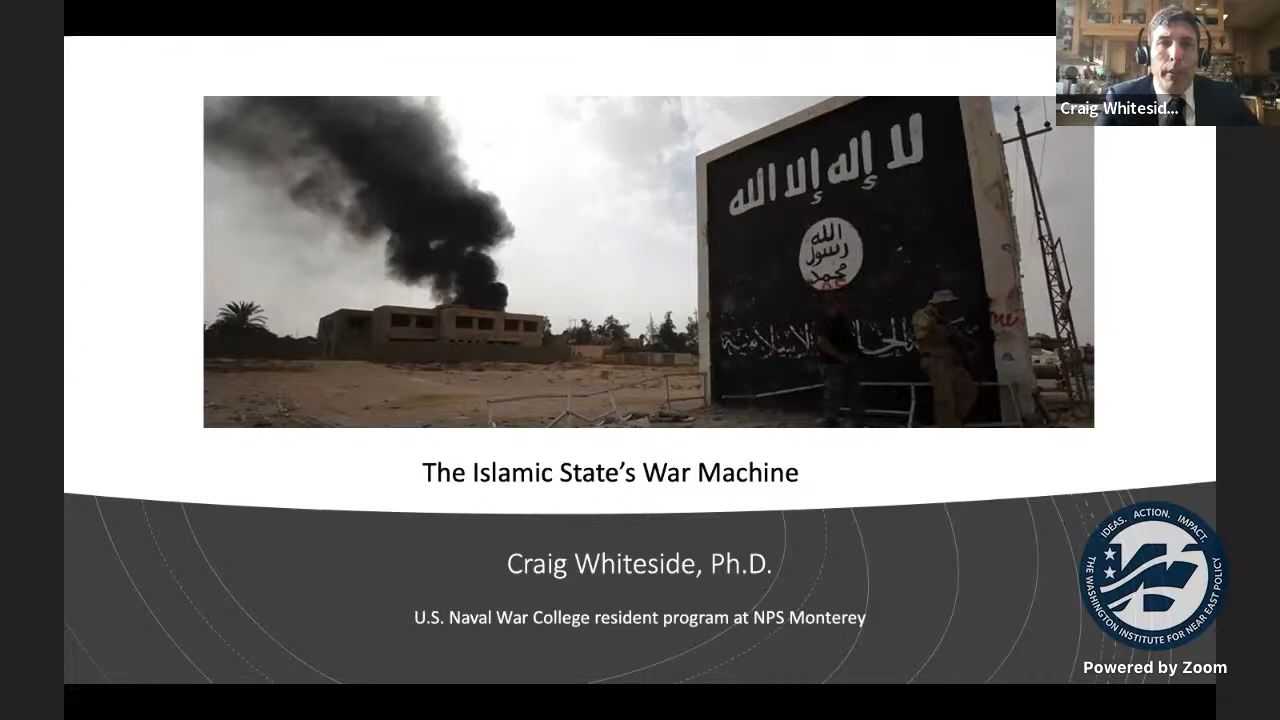 Craig Whitesid...
لا إله إلا الله
الله
رسول
محمد
The Islamic State’s War Machine
Craig Whiteside, Ph.D.
U.S. Naval War College resident program at NPS Monterey
IDEAS. ACTION. IMPACT.
THE WASHINGTON INSTITUTE FOR NEAR EAST POLICY
Powered by Zoom